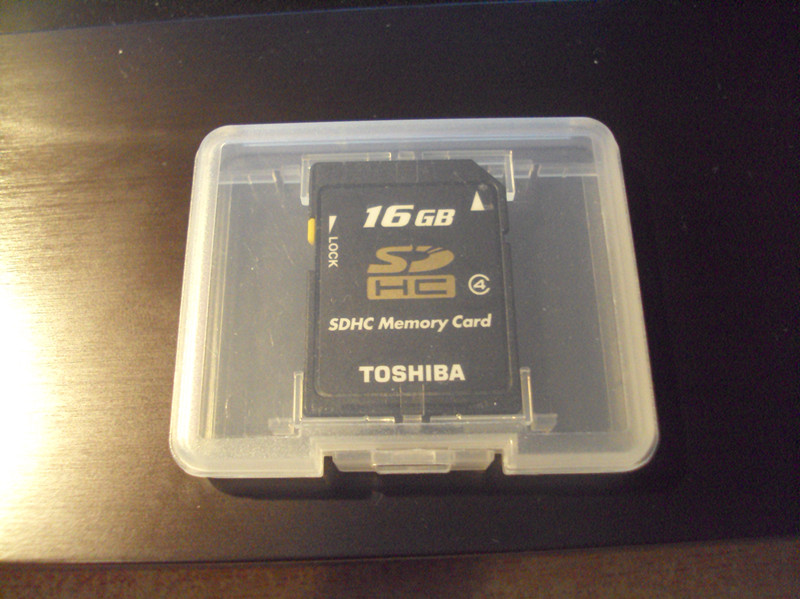 16GB
LOCK
SD
HC
4
SDHC Memory Card
TOSHIBA